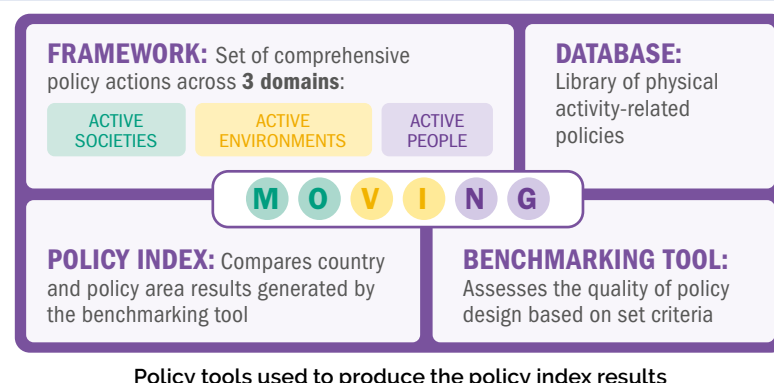 FRAMEWORK: Set of comprehensive
policy actions across 3 domains:
ACTIVE
SOCIETIES
ACTIVE
ENVIRONMENTS
ACTIVE
PEOPLE
DATABASE:
Library of physical
activity-related
policies
MOVING
POLICY INDEX: Compares country
and policy area results generated by
the benchmarking tool
BENCHMARKING TOOL:
Assesses the quality of policy
design based on set criteria
Policy tools used to produce the policy index results